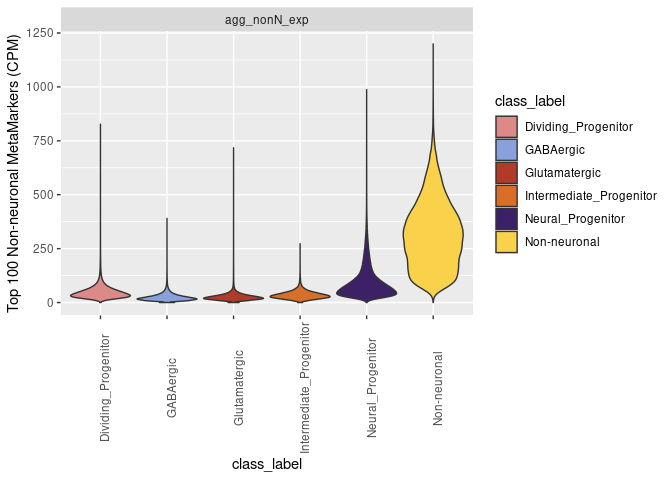 agg_nonN_exp
Top 100 Non-neuronal MetaMarkers (CPM)
1250
1000
750
500
250
0
Dividing_Progenitor
GABAergic
Glutamatergic
Intermediate_Progenitor
Neural_Progenitor
Non-neuronal
class_label
class_label
Dividing_Progenitor
GABAergic
Glutamatergic
Intermediate_Progenitor
Neural_Progenitor
Non-neuronal